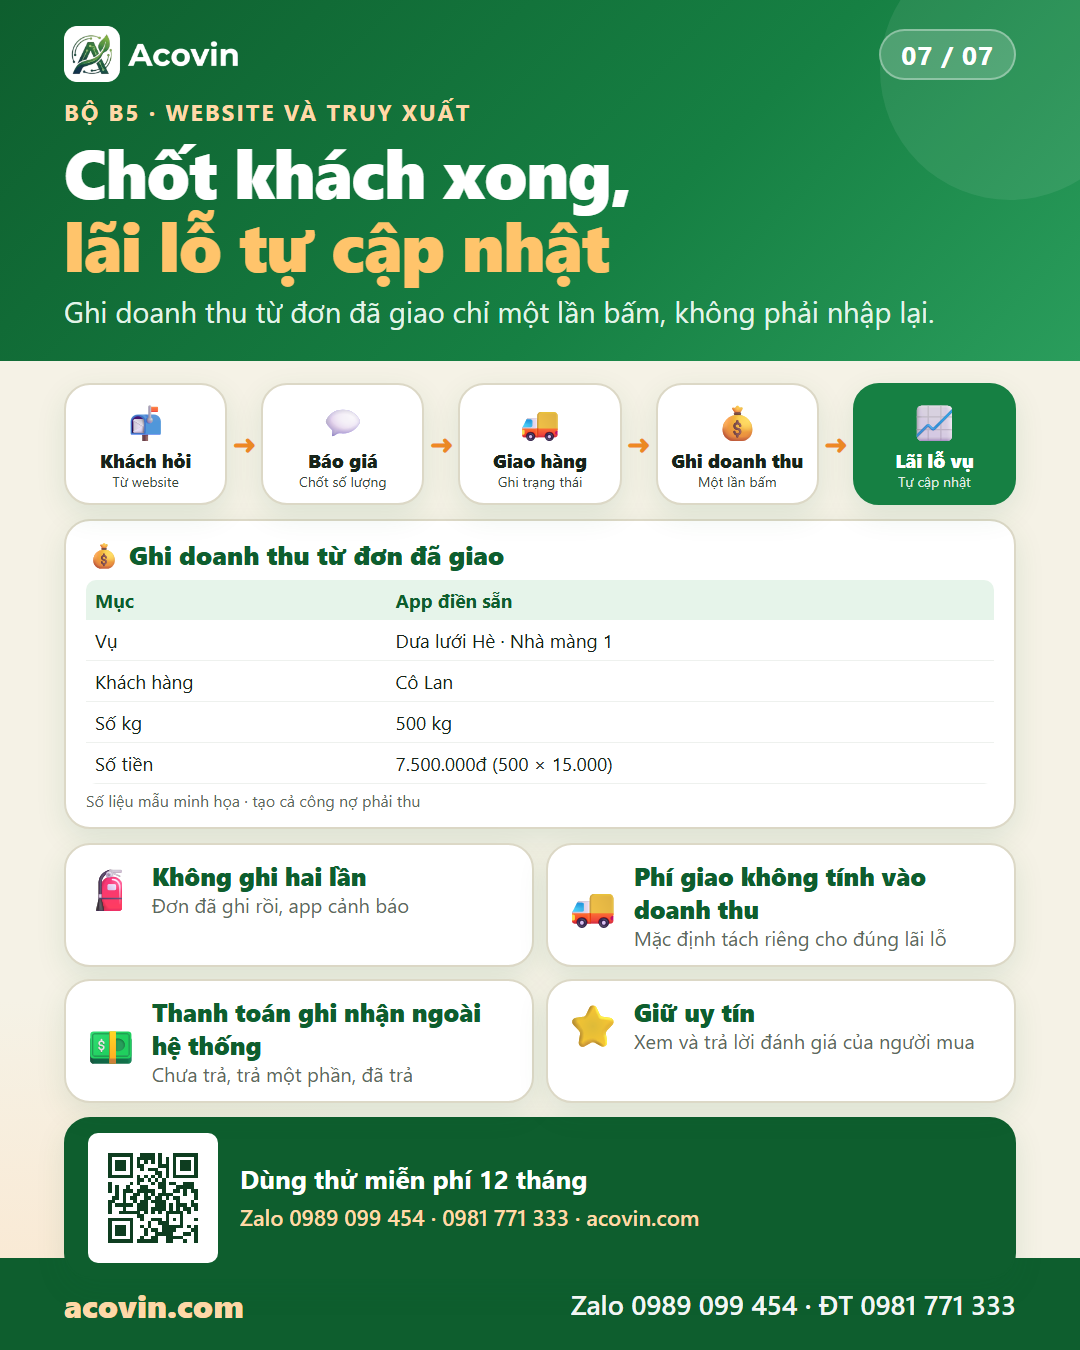 Acovin
07 / 07
BỘ B5 · WEBSITE VÀ TRUY XUẤT
Chốt khách xong,
lãi lỗ tự cập nhật
Ghi doanh thu từ đơn đã giao chỉ một lần bấm, không phải nhập lại.
Khách hỏi
Từ website
➜
Báo giá
Chốt số lượng
➜
Giao hàng
Ghi trạng thái
➜
Ghi doanh thu
Một lần bấm
➜
Lãi lỗ vụ
Tự cập nhật
Ghi doanh thu từ đơn đã giao
Mục App điền sẵn
Vụ Dưa lưới Hè · Nhà màng 1
Khách hàng Cô Lan
Số kg 500 kg
Số tiền 7.500.000đ (500 × 15.000)
Số liệu mẫu minh họa · tạo cả công nợ phải thu
Không ghi hai lần
Đơn đã ghi rồi, app cảnh báo
Phí giao không tính vào
doanh thu
Mặc định tách riêng cho đúng lãi lỗ
Thanh toán ghi nhận ngoài
hệ thống
Chưa trả, trả một phần, đã trả
Giữ uy tín
Xem và trả lời đánh giá của người mua
Dùng thử miễn phí 12 tháng
Zalo 0989 099 454 · 0981 771 333 · acovin.com
acovin.com
Zalo 0989 099 454 · ĐT 0981 771 333